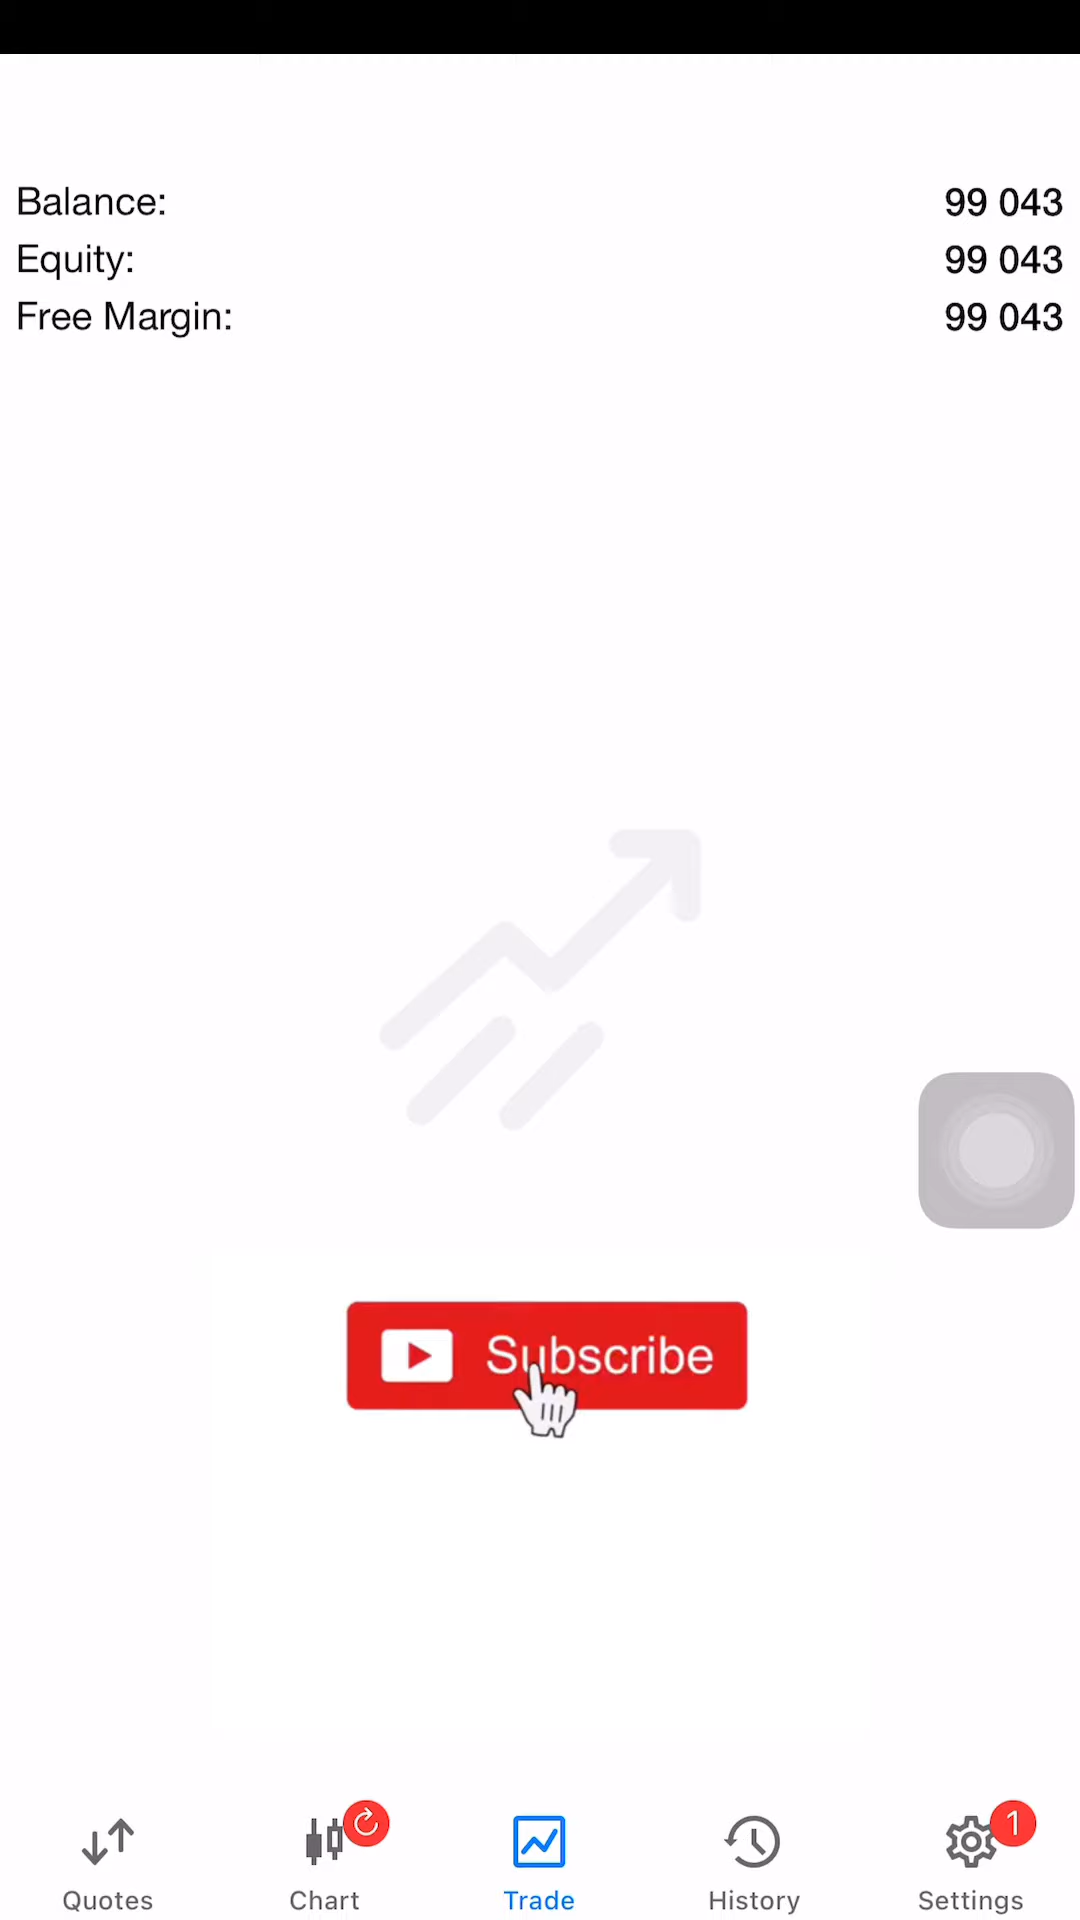 Balance: 99 043
Equity: 99 043
Free Margin: 99 043
Subscribe
1
Quotes Chart Trade History Settings